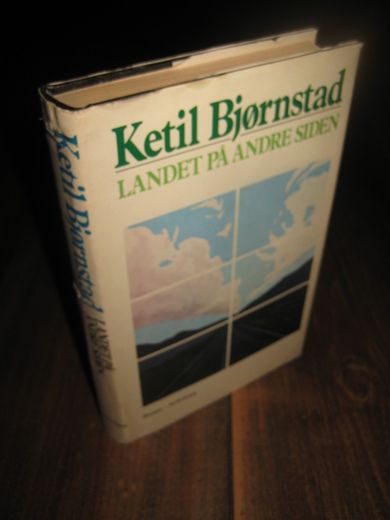 Ketil Bjørnstad
LANDET PÅ ANDRE SIDEN
Ketil Bjørnstad